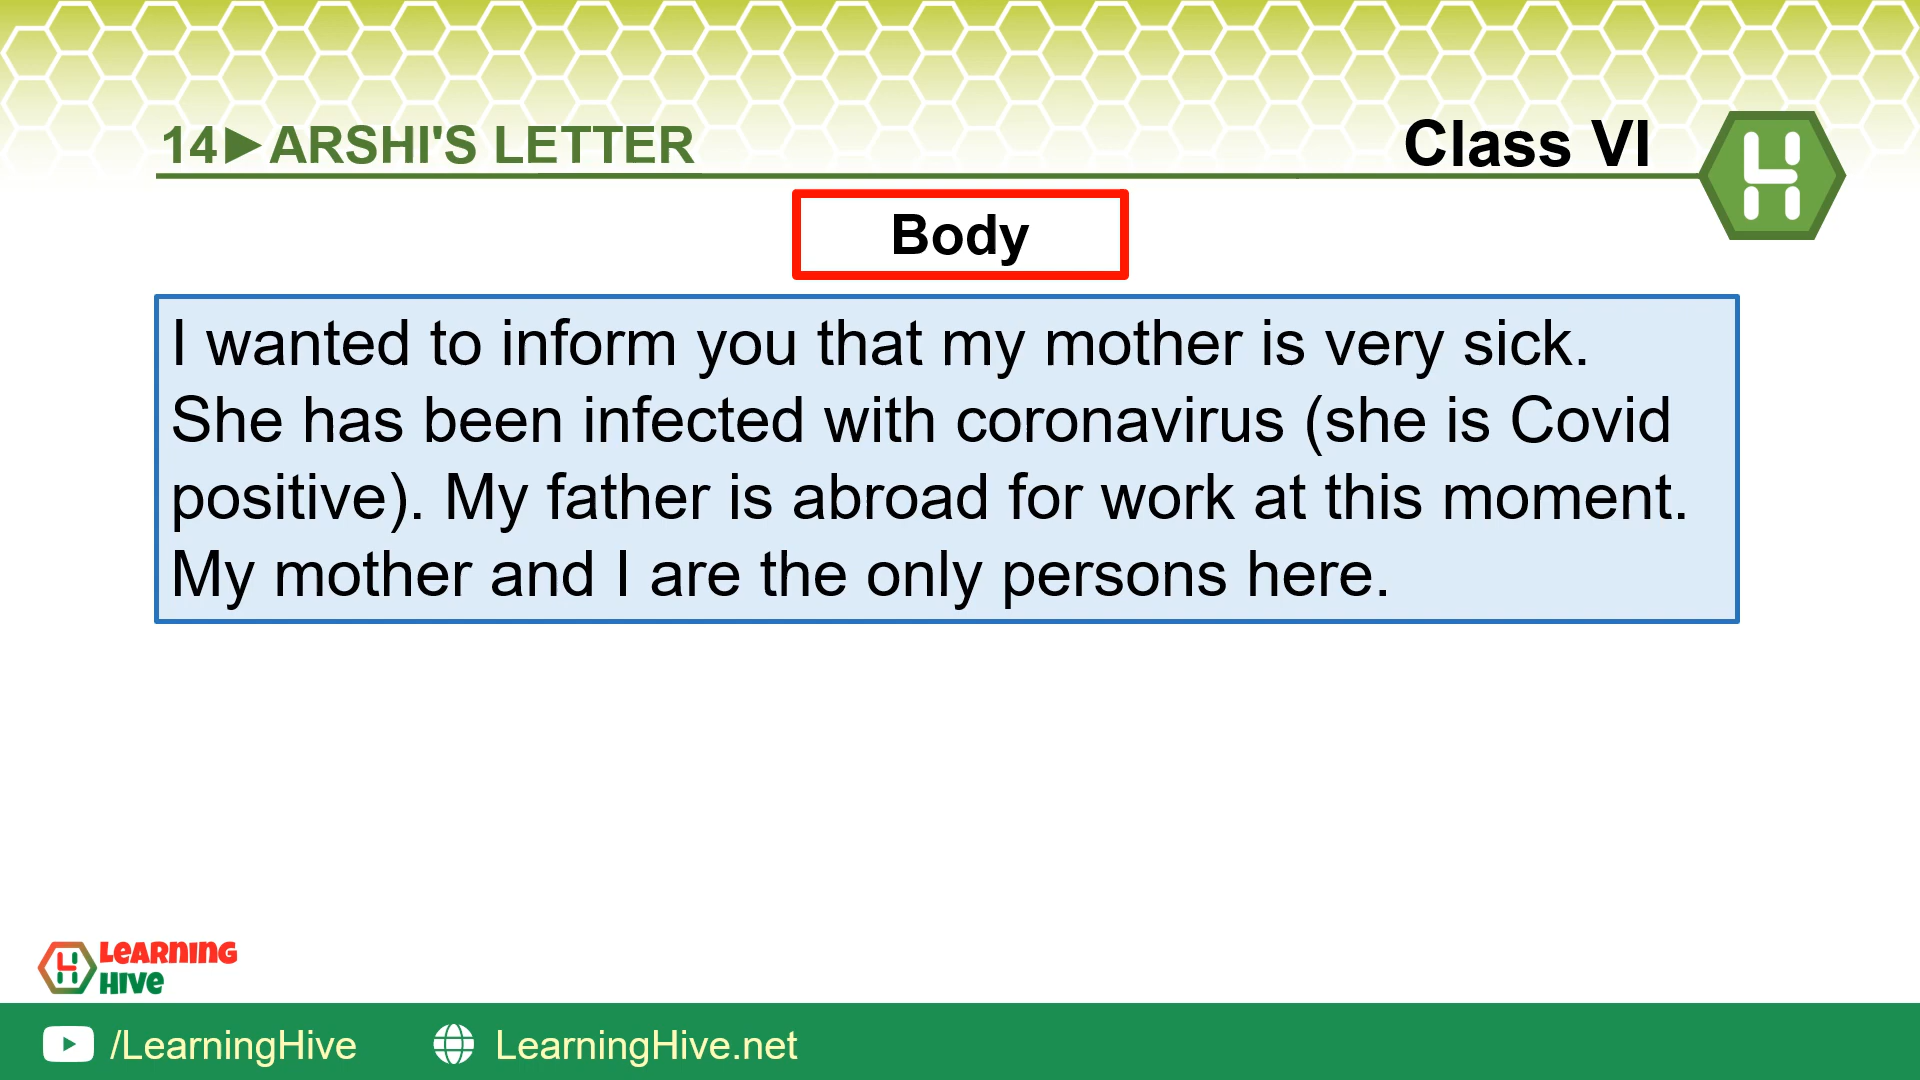 14►ARSHI'S LETTER
Class VI
Body
I wanted to inform you that my mother is very sick.
She has been infected with coronavirus (she is Covid
positive). My father is abroad for work at this moment.
My mother and I are the only persons here.
LEARNING
HIVE
/LearningHive
LearningHive.net